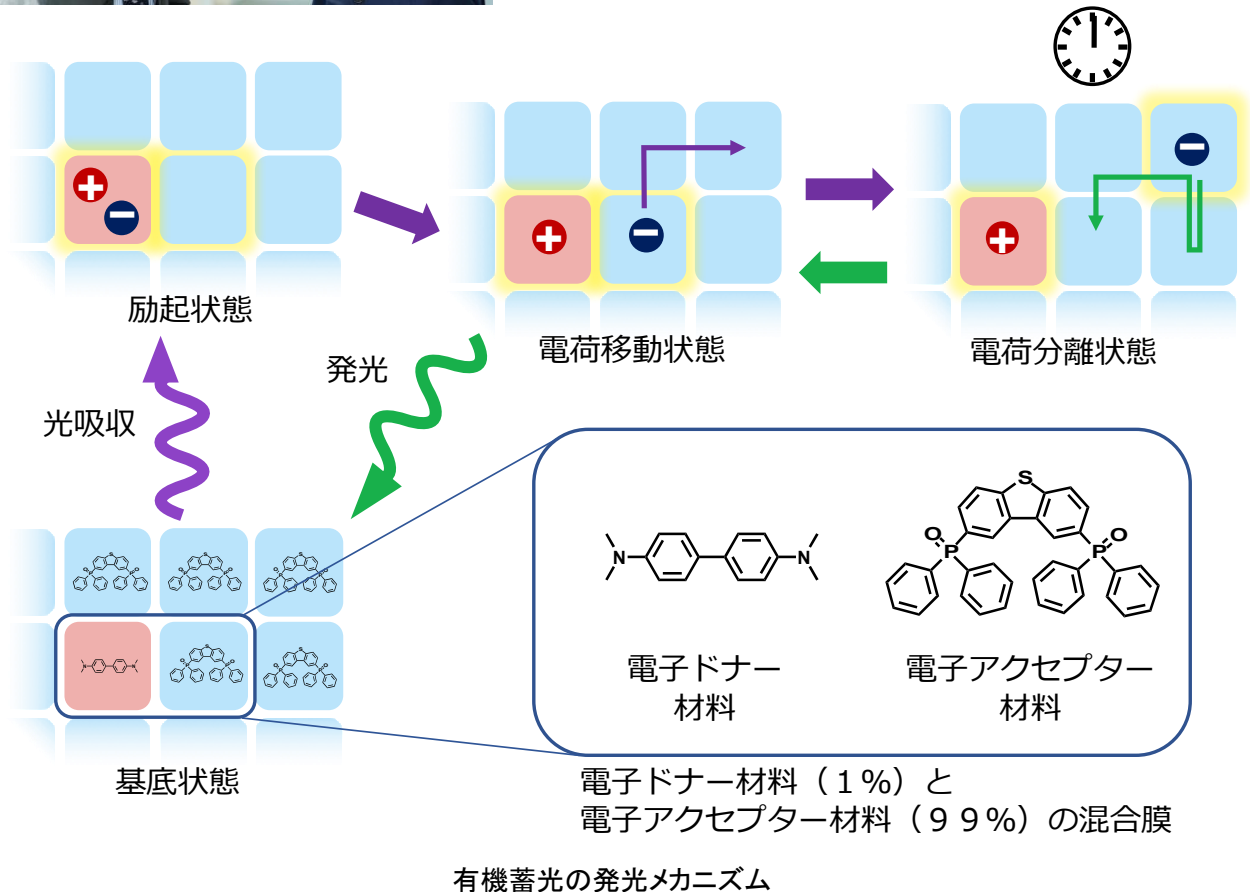 励起状態
電荷移動状態
電荷分離状態
光吸収
発光
基底状態
S
O
P
O
P
N
N
電子ドナー
材料
電子アクセプター
材料
電子ドナー材料（１%）と
電子アクセプター材料（９９%）の混合膜
有機蓄光の発光メカニズム